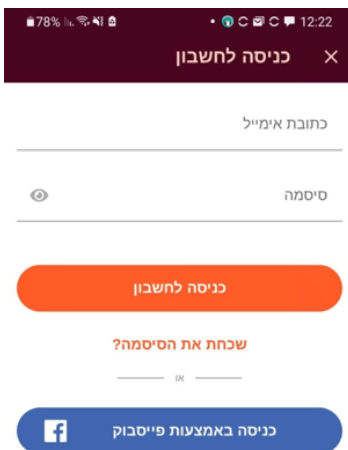 78% 12:22
כניסה לחשבון
כתובת אימייל
סיסמה
כניסה לחשבון
שכחת את הסיסמה?
או
כניסה באמצעות פייסבוק